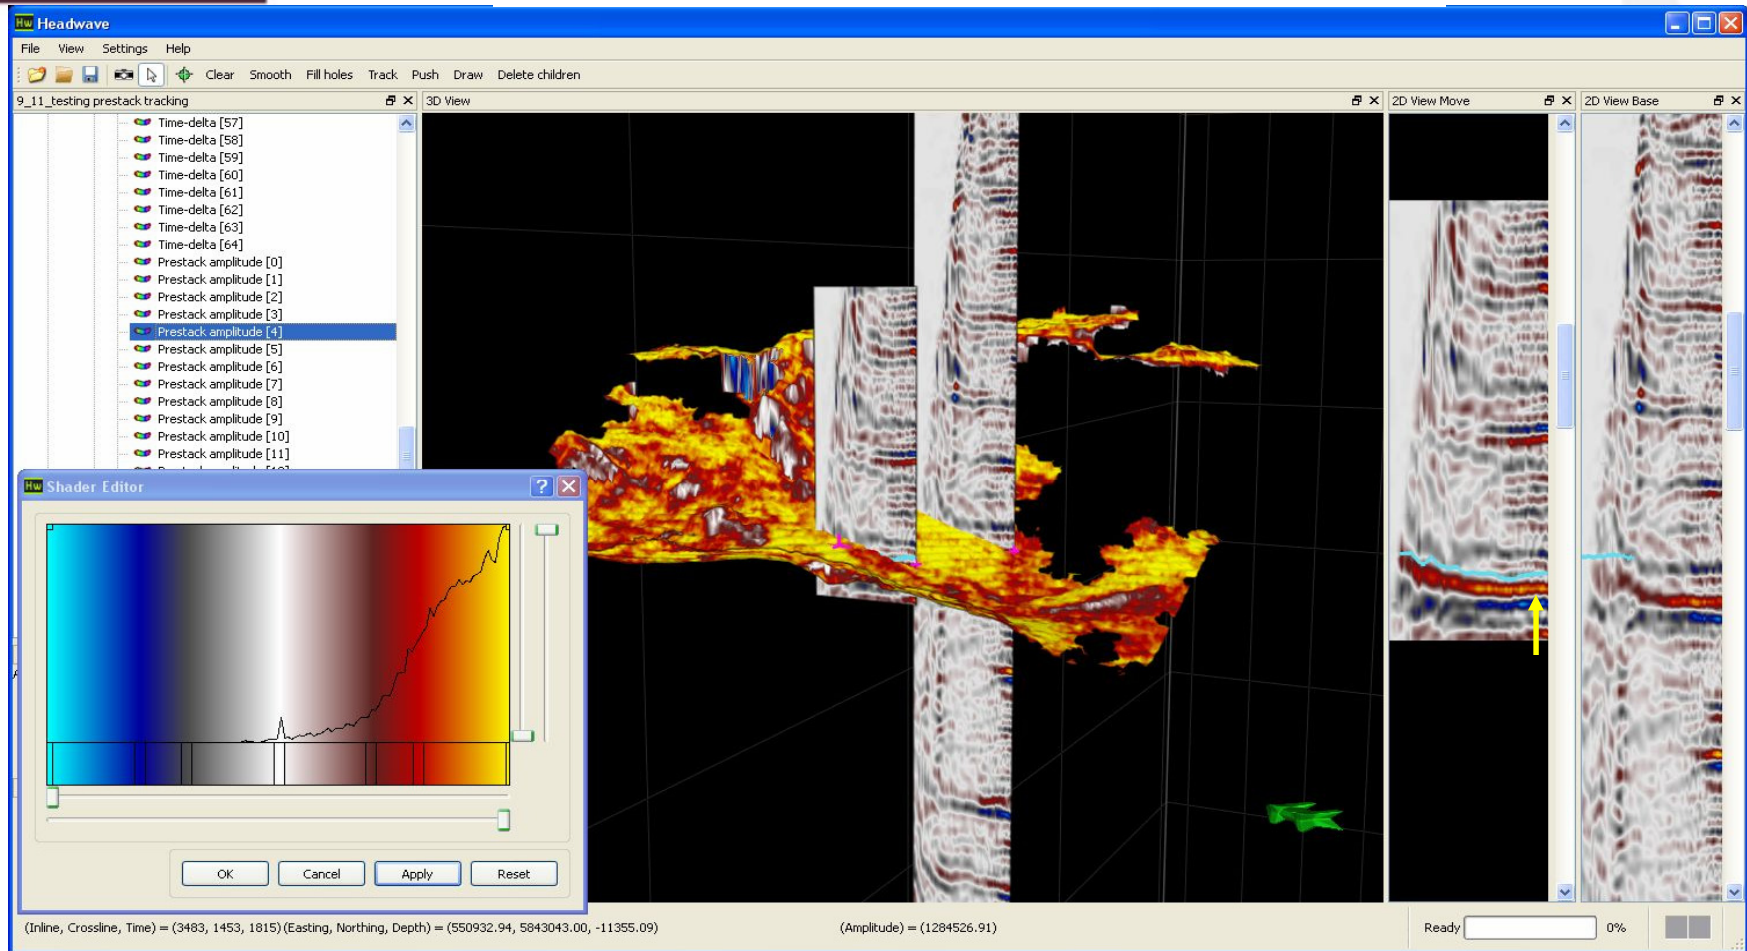 Hw Headwave
File View Settings Help
Clear Smooth Fill holes Track Push Draw Delete children
9_11_testing prestack tracking
3D View
2D View Move
2D View Base
Time-delta [57]
Time-delta [58]
Time-delta [59]
Time-delta [60]
Time-delta [61]
Time-delta [62]
Time-delta [63]
Time-delta [64]
Prestack amplitude [0]
Prestack amplitude [1]
Prestack amplitude [2]
Prestack amplitude [3]
Prestack amplitude [4]
Prestack amplitude [5]
Prestack amplitude [6]
Prestack amplitude [7]
Prestack amplitude [8]
Prestack amplitude [9]
Prestack amplitude [10]
Prestack amplitude [11]
Hw Shader Editor
OK Cancel Apply Reset
(Inline, Crossline, Time) = (3483, 1453, 1815) (Easting, Northing, Depth) = (550932.94, 5843043.00, -11355.09)
(Amplitude) = (1284526.91)
Ready
0%